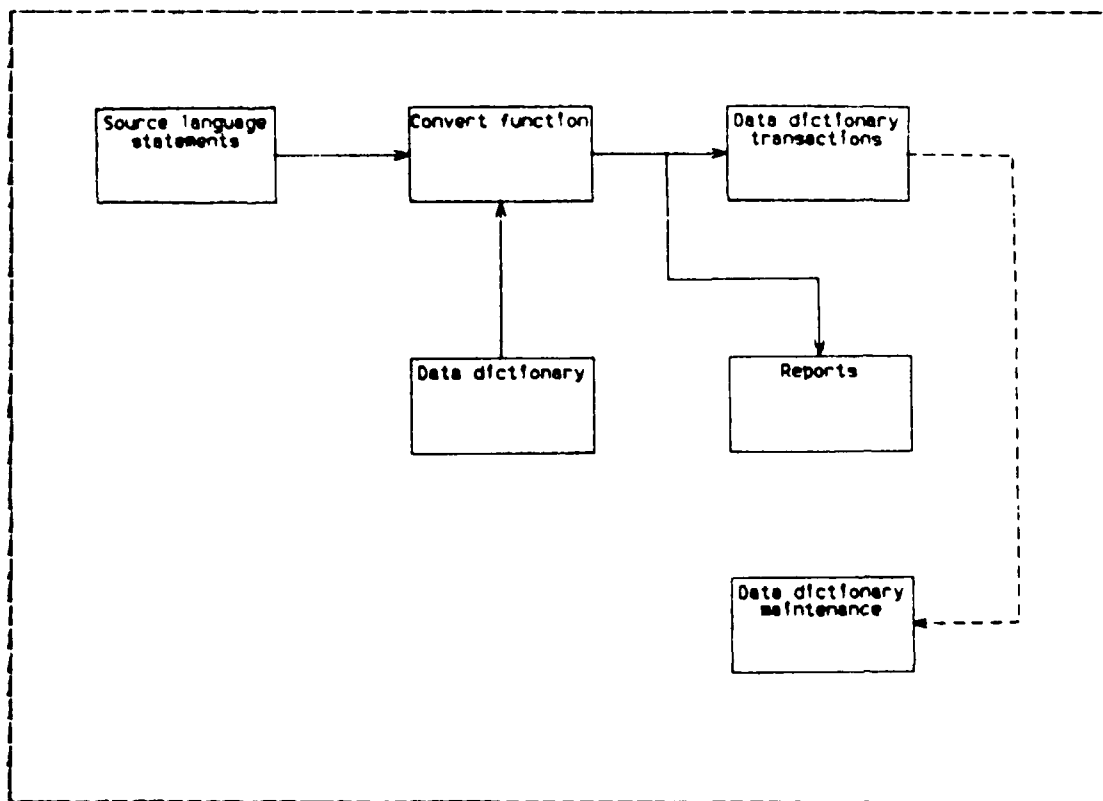 Source language
statements
Convert function
Data dictionary
transactions
Data dictionary
Reports
Data dictionary
maintenance